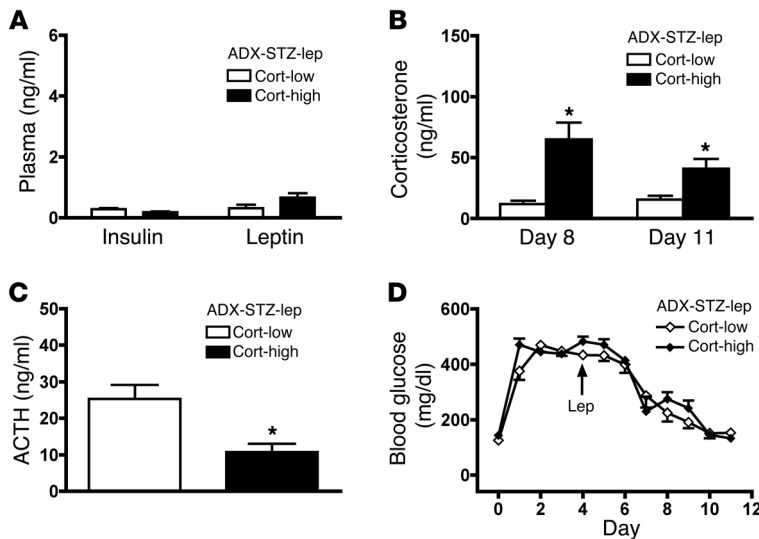 A
ADX-STZ-lep
Cort-low
Cort-high
Plasma (ng/ml)
6
4
2
0
Insulin
Leptin
B
ADX-STZ-lep
Cort-low
Cort-high
Corticosterone
(ng/ml)
150
100
50
0
*
*
Day 8
Day 11
C
ADX-STZ-lep
Cort-low
Cort-high
ACTH (ng/ml)
50
40
30
20
10
0
*
D
ADX-STZ-lep
Cort-low
Cort-high
Blood glucose
(mg/dl)
600
400
200
0
Lep
0 2 4 6 8 10 12
Day